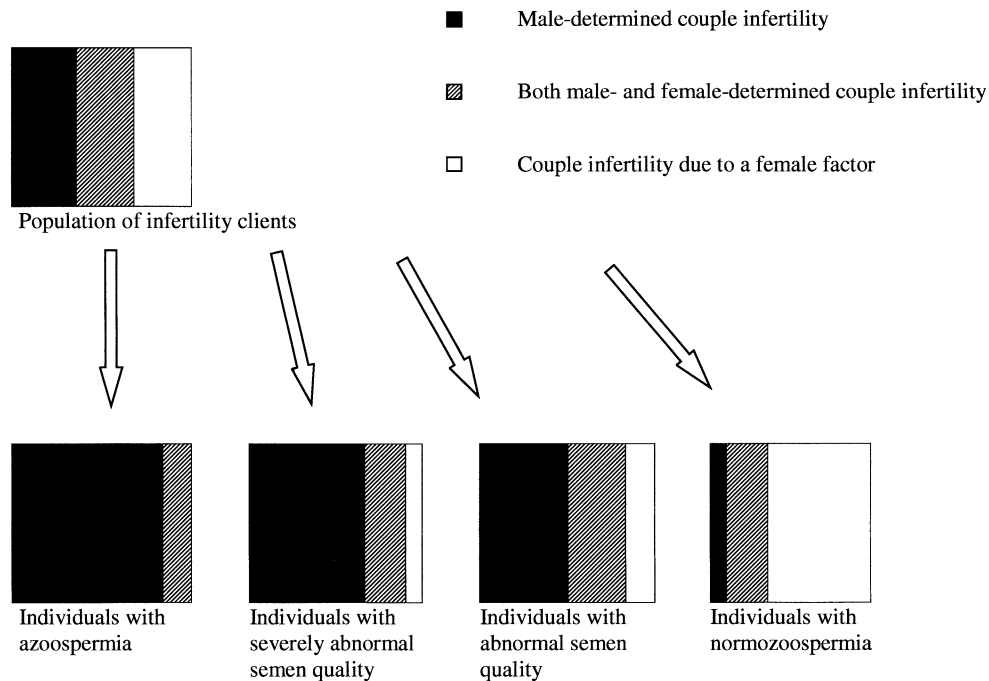 Male-determined couple infertility
Both male- and female-determined couple infertility
Couple infertility due to a female factor
Population of infertility clients
Individuals with
azoospermia
Individuals with
severely abnormal
semen quality
Individuals with
abnormal semen
quality
Individuals with
normozoospermia